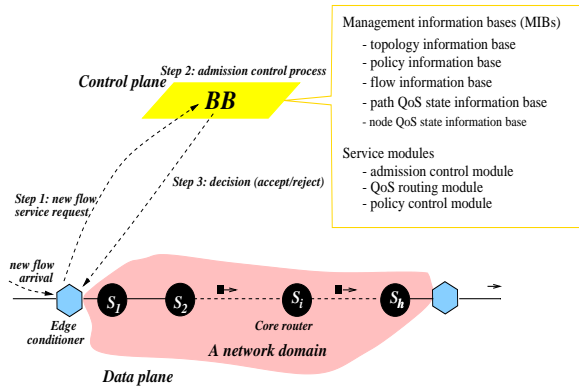 Management information bases (MIBs)
- topology information base
- policy information base
- flow information base
- path QoS state information base
- node QoS state information base
Service modules
- admission control module
- QoS routing module
- policy control module
Step 2: admission control process
Control plane
BB
Step 1: new flow
service request
Step 3: decision (accept/reject)
new flow
arrival
S1
S2
Si
Sh
Edge
conditioner
Core router
A network domain
Data plane